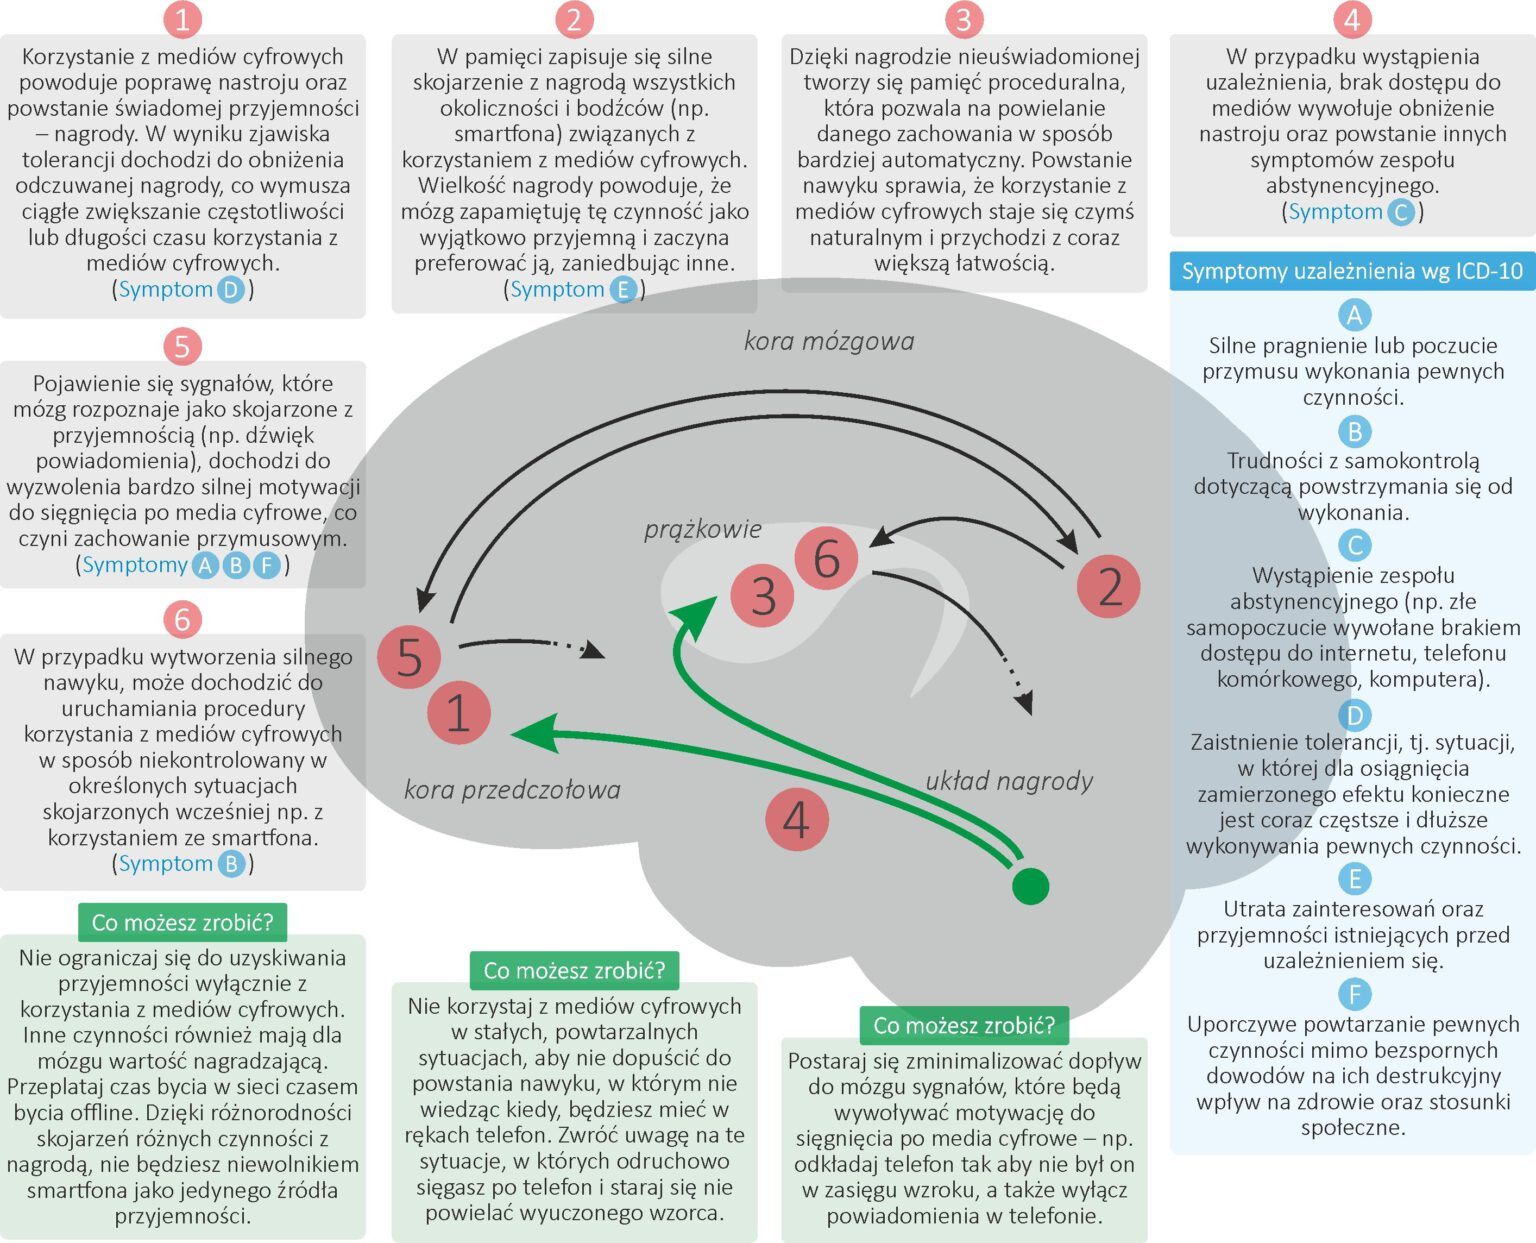 1
Korzystanie z mediów cyfrowych
powoduje poprawę nastroju oraz
powstanie świadomej przyjemności
– nagrody. W wyniku zjawiska
tolerancji dochodzi do obniżenia
odczuwanej nagrody, co wymusza
ciągłe zwiększanie częstotliwości
lub długości czasu korzystania z
mediów cyfrowych.
(Symptom D)
2
W pamięci zapisuje się silne
skojarzenie z nagrodą wszystkich
okoliczności i bodźców (np.
smartfona) związanych z
korzystaniem z mediów cyfrowych.
Wielkość nagrody powoduje, że
mózg zapamiętuję tę czynność jako
wyjątkowo przyjemną i zaczyna
preferować ją, zaniedbując inne.
(Symptom E)
3
Dzięki nagrodzie nieuświadomionej
tworzy się pamięć proceduralna,
która pozwala na powielanie
danego zachowania w sposób
bardziej automatyczny. Powstanie
nawyku sprawia, że korzystanie z
mediów cyfrowych staje się czymś
naturalnym i przychodzi z coraz
większą łatwością.
4
W przypadku wystąpienia
uzależnienia, brak dostępu do
mediów wywołuje obniżenie
nastroju oraz powstanie innych
symptomów zespołu
abstynencyjnego.
(Symptom C)
5
Pojawienie się sygnałów, które
mózg rozpoznaje jako skojarzone z
przyjemnością (np. dźwięk
powiadomienia), dochodzi do
wyzwolenia bardzo silnej motywacji
do sięgnięcia po media cyfrowe, co
czyni zachowanie przymusowym.
(Symptomy A B F)
6
W przypadku wytworzenia silnego
nawyku, może dochodzić do
uruchamiania procedury
korzystania z mediów cyfrowych
w sposób niekontrolowany w
określonych sytuacjach
skojarzonych wcześniej np. z
korzystaniem ze smartfona.
(Symptom B)
kora mózgowa
prążkowie
6
3
2
5
1
kora przedczołowa
układ nagrody
4
Symptomy uzależnienia wg ICD-10
A
Silne pragnienie lub poczucie
przymusu wykonania pewnych
czynności.
B
Trudności z samokontrolą
dotyczącą powstrzymania się od
wykonania.
C
Wystąpienie zespołu
abstynencyjnego (np. złe
samopoczucie wywołane brakiem
dostępu do internetu, telefonu
komórkowego, komputera).
D
Zaistnienie tolerancji, tj. sytuacji,
w której dla osiągnięcia
zamierzonego efektu konieczne
jest coraz częstsze i dłuższe
wykonywania pewnych czynności.
E
Utrata zainteresowań oraz
przyjemności istniejących przed
uzależnieniem się.
F
Uporczywe powtarzanie pewnych
czynności mimo bezspornych
dowodów na ich destrukcyjny
wpływ na zdrowie oraz stosunki
społeczne.
Co możesz zrobić?
Nie ograniczaj się do uzyskiwania
przyjemności wyłącznie z
korzystania z mediów cyfrowych.
Inne czynności również mają dla
mózgu wartość nagradzającą.
Przeplataj czas bycia w sieci czasem
bycia offline. Dzięki różnorodności
skojarzeń różnych czynności z
nagrodą, nie będziesz niewolnikiem
smartfona jako jedynego źródła
przyjemności.
Co możesz zrobić?
Nie korzystaj z mediów cyfrowych
w stałych, powtarzalnych
sytuacjach, aby nie dopuścić do
powstania nawyku, w którym nie
wiedząc kiedy, będziesz mieć w
rękach telefon. Zwróć uwagę na te
sytuacje, w których odruchowo
sięgasz po telefon i staraj się nie
powielać wyuczonego wzorca.
Co możesz zrobić?
Postaraj się zminimalizować dopływ
do mózgu sygnałów, które będą
wywoływać motywację do
sięgnięcia po media cyfrowe – np.
odkładaj telefon tak aby nie był on
w zasięgu wzroku, a także wyłącz
powiadomienia w telefonie.